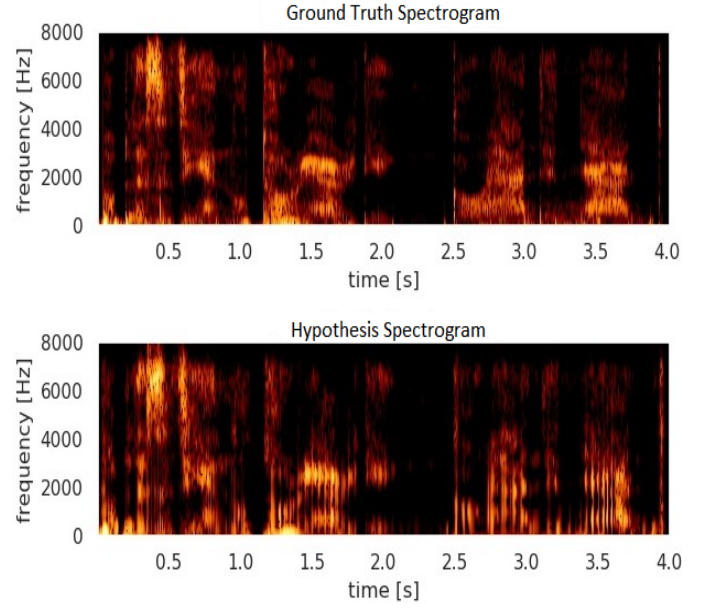 Ground Truth Spectrogram
8000
6000
4000
2000
0
frequency [Hz]
0.5 1.0 1.5 2.0 2.5 3.0 3.5 4.0
time [s]
Hypothesis Spectrogram
8000
6000
4000
2000
0
frequency [Hz]
0.5 1.0 1.5 2.0 2.5 3.0 3.5 4.0
time [s]